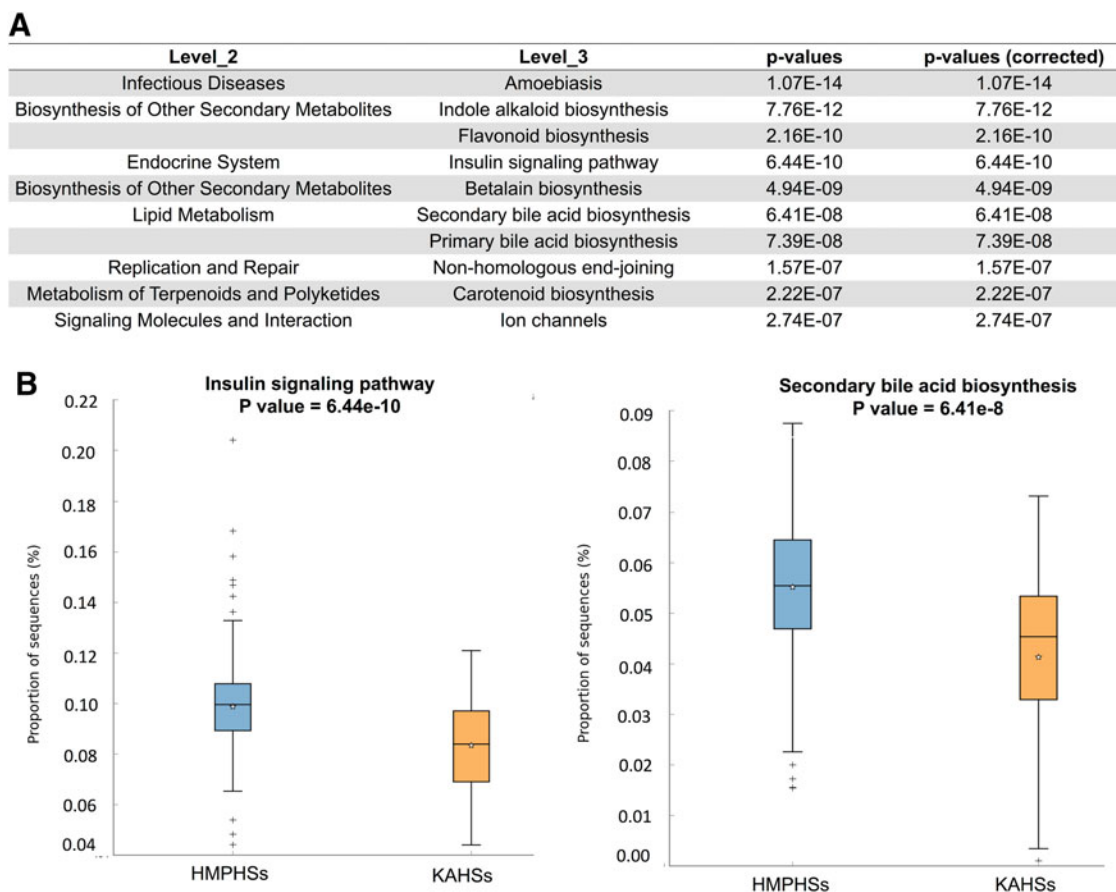 A
Level_2 Level_3 p-values p-values (corrected)
Infectious Diseases Amoebiasis 1.07E-14 1.07E-14
Biosynthesis of Other Secondary Metabolites Indole alkaloid biosynthesis 7.76E-12 7.76E-12
Flavonoid biosynthesis 2.16E-10 2.16E-10
Endocrine System Insulin signaling pathway 6.44E-10 6.44E-10
Biosynthesis of Other Secondary Metabolites Betalain biosynthesis 4.94E-09 4.94E-09
Lipid Metabolism Secondary bile acid biosynthesis 6.41E-08 6.41E-08
Primary bile acid biosynthesis 7.39E-08 7.39E-08
Replication and Repair Non-homologous end-joining 1.57E-07 1.57E-07
Metabolism of Terpenoids and Polyketides Carotenoid biosynthesis 2.22E-07 2.22E-07
Signaling Molecules and Interaction Ion channels 2.74E-07 2.74E-07
B
Insulin signaling pathway
P value = 6.44e-10
Proportion of sequences (%)
0.22
0.20
0.18
0.16
0.14
0.12
0.10
0.08
0.06
0.04
HMPHSs KAHSs
Secondary bile acid biosynthesis
P value = 6.41e-8
Proportion of sequences (%)
0.09
0.08
0.06
0.07
0.05
0.04
0.03
0.02
0.01
0.00
HMPHSs KAHSs